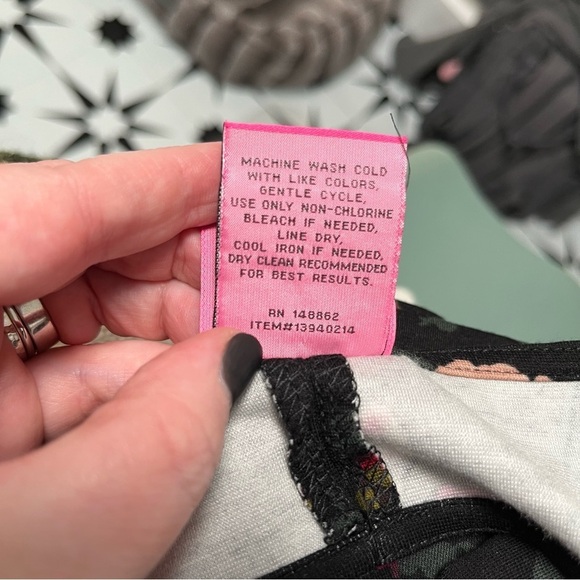 MACHINE WASH COLD
WITH LIKE COLORS,
GENTLE CYCLE,
USE ONLY NON-CHLORINE
BLEACH IF NEEDED,
LINE DRY,
COOL IRON IF NEEDED,
DRY CLEAN RECOMMENDED
FOR BEST RESULTS.
RN 148862
ITEM#13940214